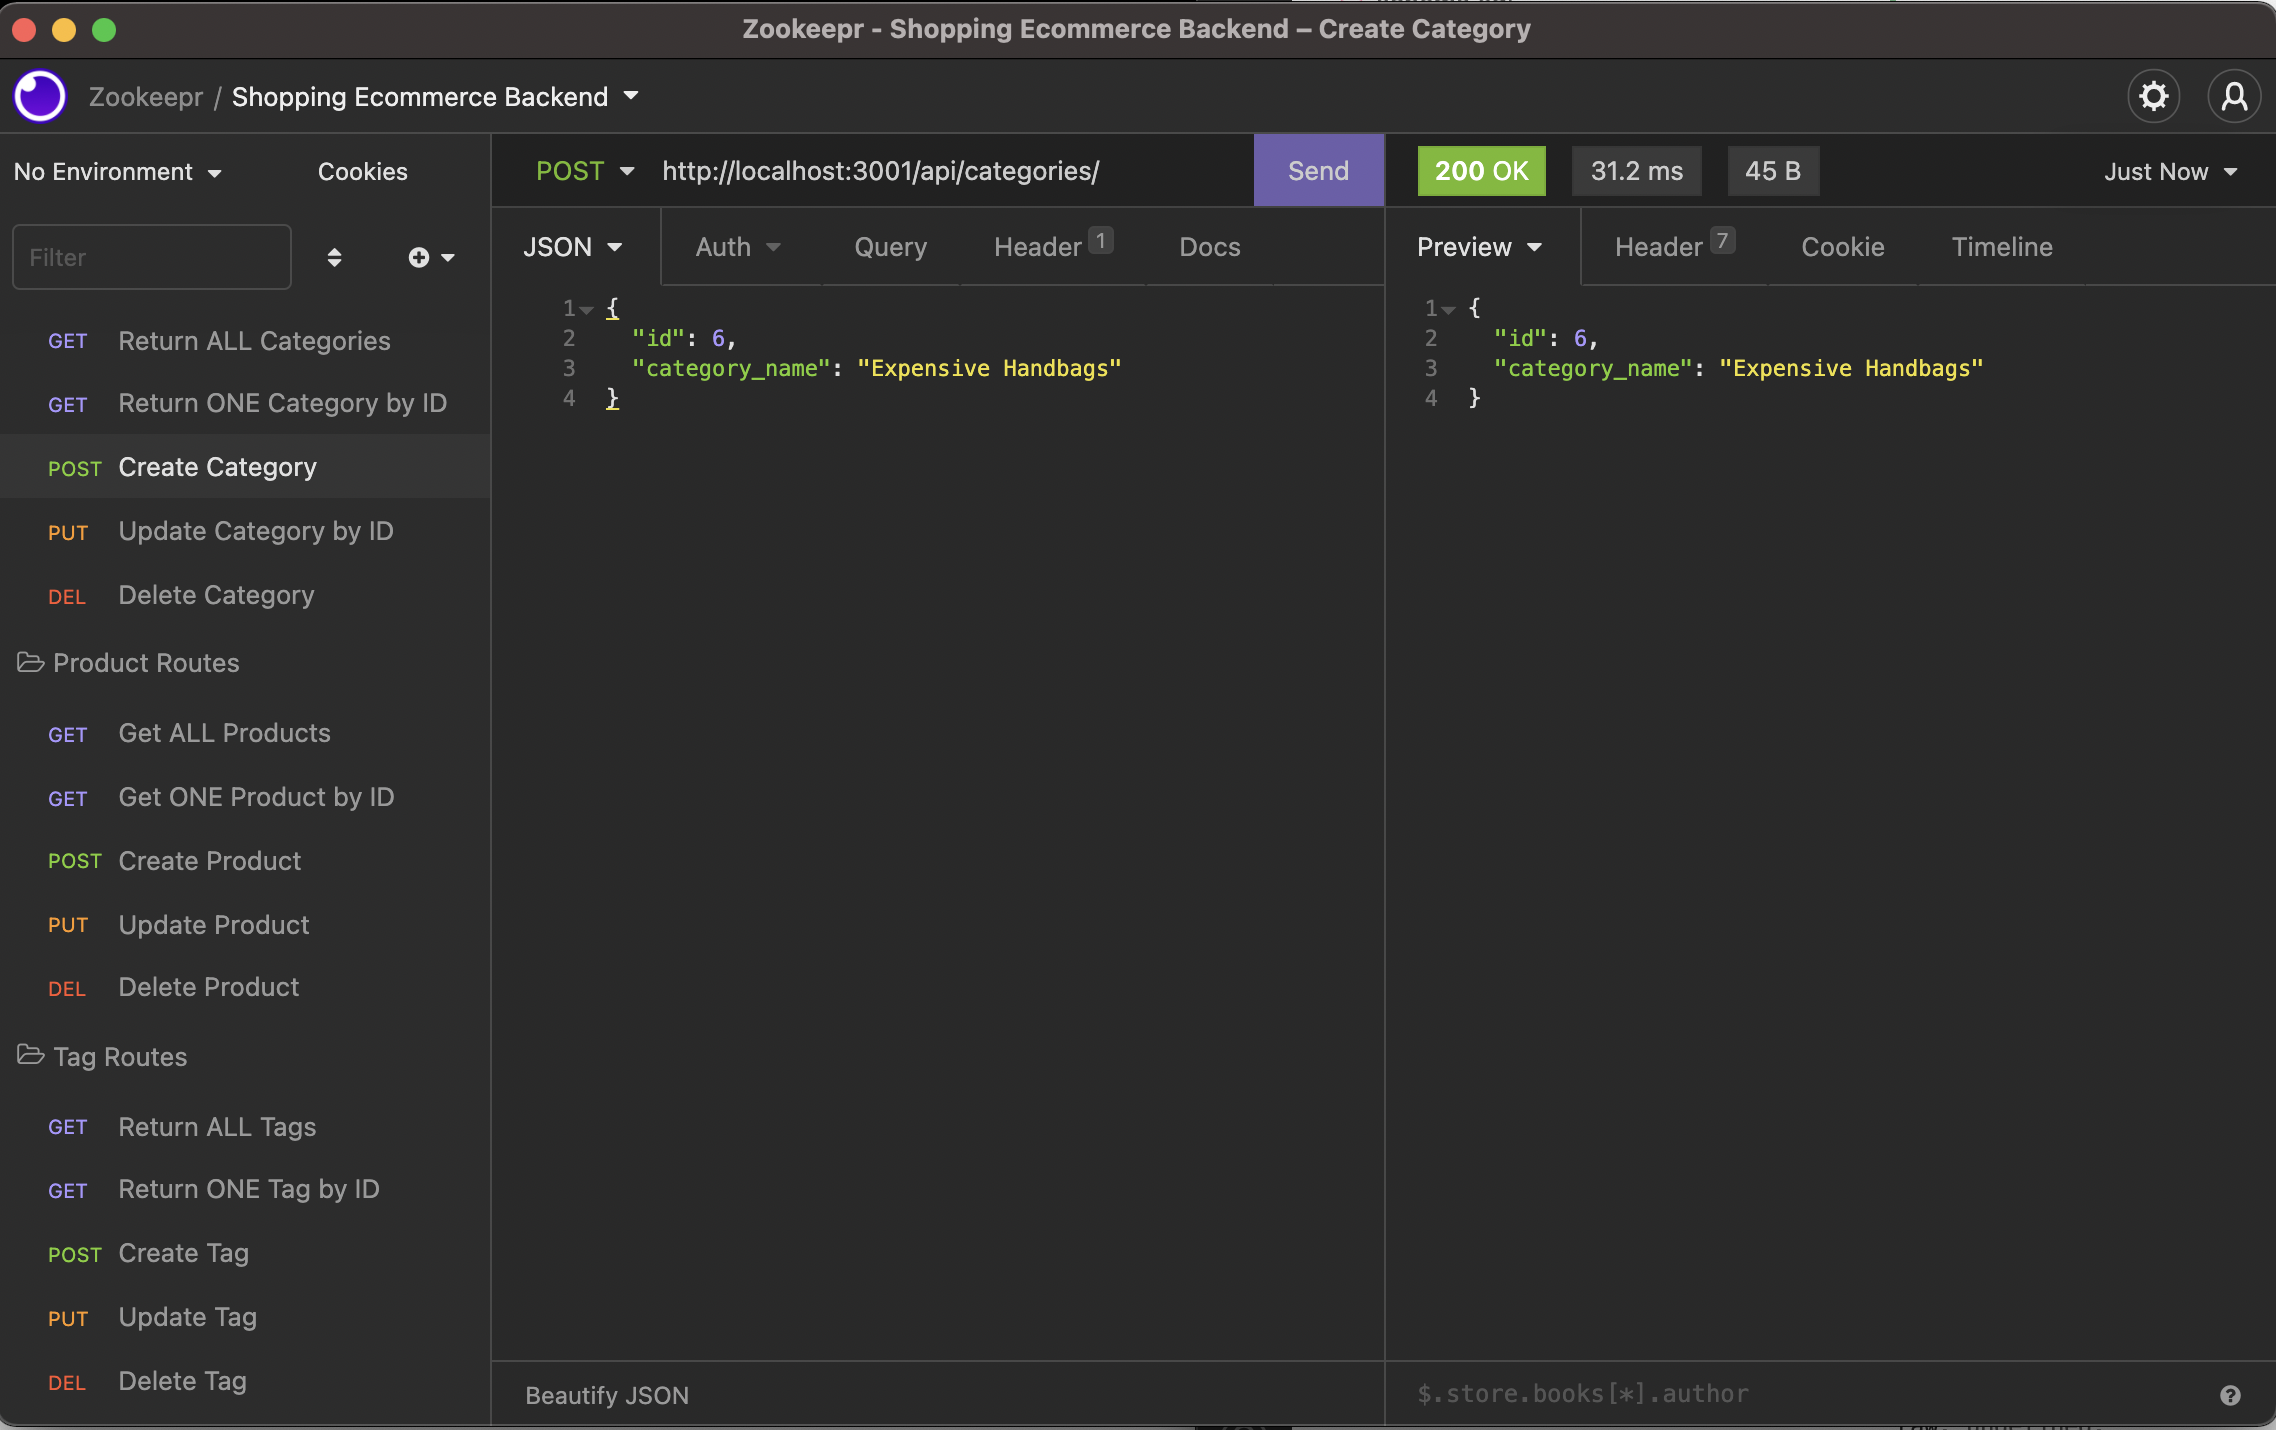 Zookeepr - Shopping Ecommerce Backend – Create Category
Zookeepr / Shopping Ecommerce Backend
No Environment
Cookies
Filter
GET Return ALL Categories
GET Return ONE Category by ID
POST Create Category
PUT Update Category by ID
DEL Delete Category
Product Routes
GET Get ALL Products
GET Get ONE Product by ID
POST Create Product
PUT Update Product
DEL Delete Product
Tag Routes
GET Return ALL Tags
GET Return ONE Tag by ID
POST Create Tag
PUT Update Tag
DEL Delete Tag
POST http://localhost:3001/api/categories/ Send
JSON Auth Query Header 1 Docs
1 {
2 "id": 6,
3 "category_name": "Expensive Handbags"
4 }
Beautify JSON
200 OK 31.2 ms 45 B Just Now
Preview Header 7 Cookie Timeline
1 {
2 "id": 6,
3 "category_name": "Expensive Handbags"
4 }
$.store.books[*].author
?